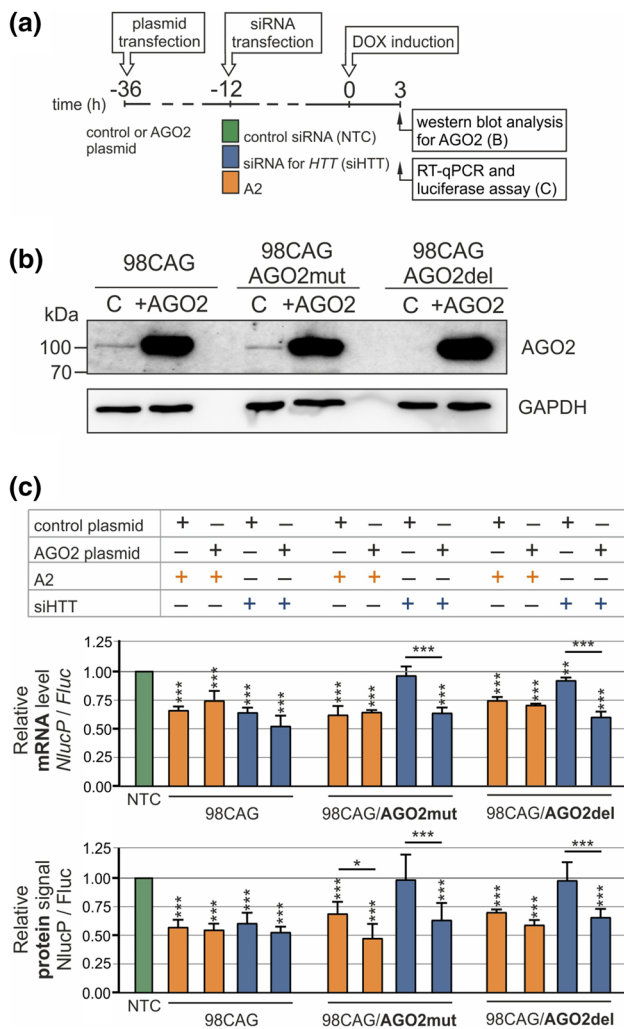 (a)
plasmid transfection
siRNA transfection
DOX induction
-36
-12
0
3
time (h)
control or AGO2 plasmid
control siRNA (NTC)
siRNA for HTT (siHTT)
A2
western blot analysis for AGO2 (B)
RT-qPCR and luciferase assay (C)
(b)
98CAG
98CAG AGO2mut
98CAG AGO2del
kDa
C +AGO2 C +AGO2 C +AGO2
100
70
AGO2
GAPDH
(c)
control plasmid + – + – + – + – + – + –
AGO2 plasmid – + – + – + – + – + – +
A2 + + – – + + – – + + – –
siHTT – – + + – – + + – – + +
Relative mRNA level NlucP / Fluc
1.25
1.00
0.75
0.50
0.25
0.00
*** *** *** *** *** *** *** *** *** *** ** *** ***
NTC
98CAG
98CAG/AGO2mut
98CAG/AGO2del
Relative protein signal NlucP / Fluc
1.25
1.00
0.75
0.50
0.25
0.00
*** *** *** *** *** * *** *** *** *** *** *** ***
NTC
98CAG
98CAG/AGO2mut
98CAG/AGO2del